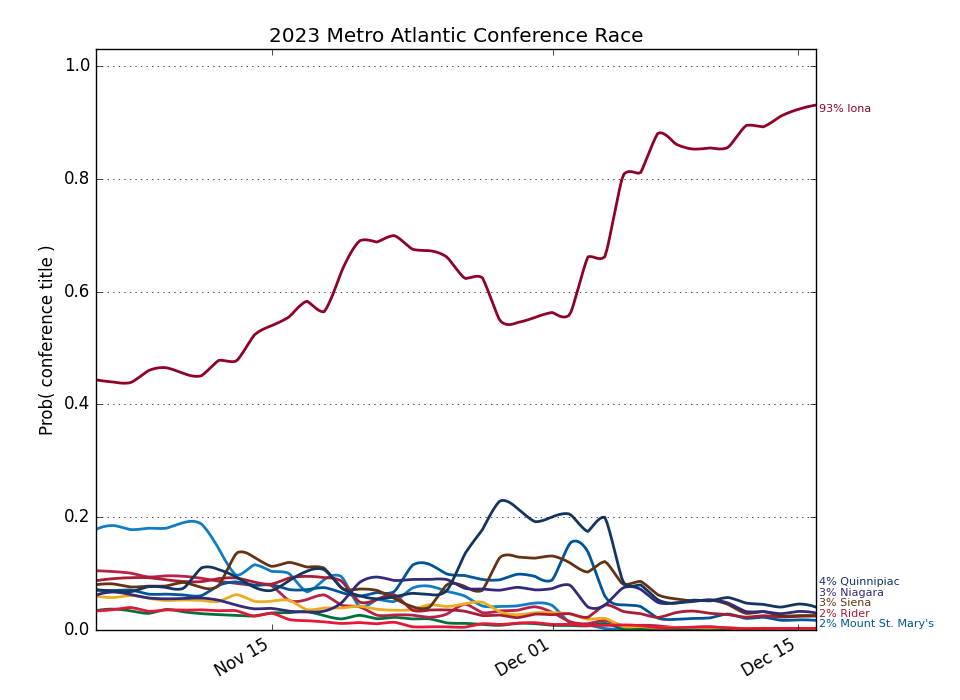 2023 Metro Atlantic Conference Race
1.0
0.8
0.6
0.4
0.2
0.0
Prob( conference title )
Nov 15
Dec 01
Dec 15
93% Iona
4% Quinnipiac
3% Niagara
3% Siena
2% Rider
2% Mount St. Mary's